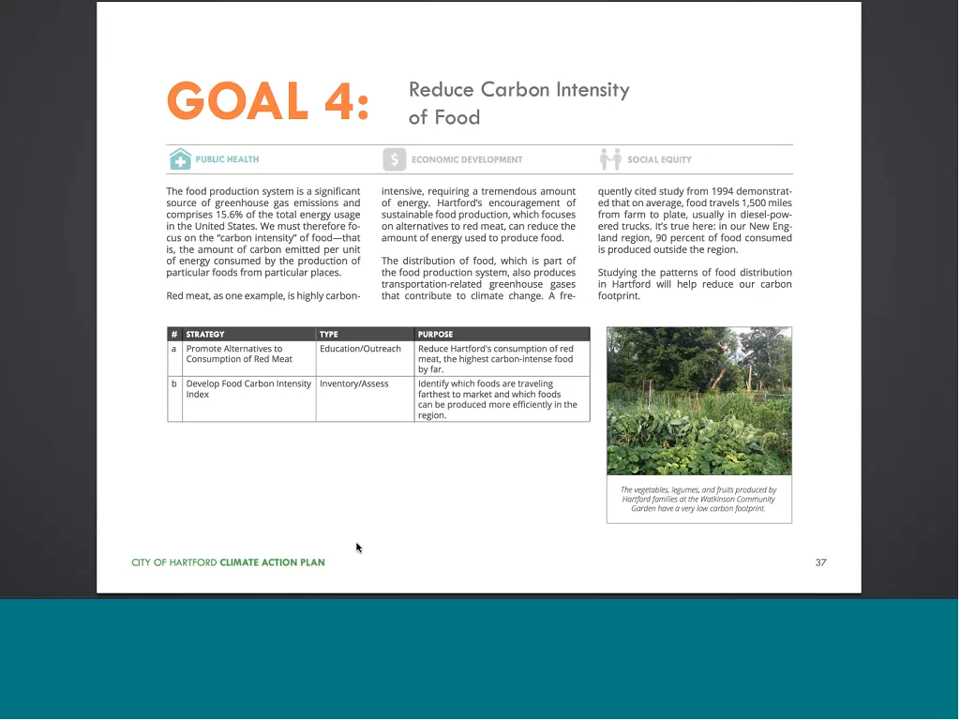 GOAL 4:
Reduce Carbon Intensity
of Food
PUBLIC HEALTH
$ ECONOMIC DEVELOPMENT
SOCIAL EQUITY
The food production system is a significant
source of greenhouse gas emissions and
comprises 15.6% of the total energy usage
in the United States. We must therefore fo-
cus on the “carbon intensity” of food—that
is, the amount of carbon emitted per unit
of energy consumed by the production of
particular foods from particular places.
Red meat, as one example, is highly carbon-
intensive, requiring a tremendous amount
of energy. Hartford’s encouragement of
sustainable food production, which focuses
on alternatives to red meat, can reduce the
amount of energy used to produce food.
The distribution of food, which is part of
the food production system, also produces
transportation-related greenhouse gases
that contribute to climate change. A fre-
quently cited study from 1994 demonstrat-
ed that on average, food travels 1,500 miles
from farm to plate, usually in diesel-pow-
ered trucks. It’s true here: in our New Eng-
land region, 90 percent of food consumed
is produced outside the region.
Studying the patterns of food distribution
in Hartford will help reduce our carbon
footprint.
# STRATEGY TYPE PURPOSE
a Promote Alternatives to Education/Outreach Reduce Hartford’s consumption of red
Consumption of Red Meat meat, the highest carbon-intense food
by far.
b Develop Food Carbon Intensity Inventory/Assess Identify which foods are traveling
Index farthest to market and which foods
can be produced more efficiently in the
region.
The vegetables, legumes, and fruits produced by
Hartford families at the Watkinson Community
Garden have a very low carbon footprint.
CITY OF HARTFORD CLIMATE ACTION PLAN
37